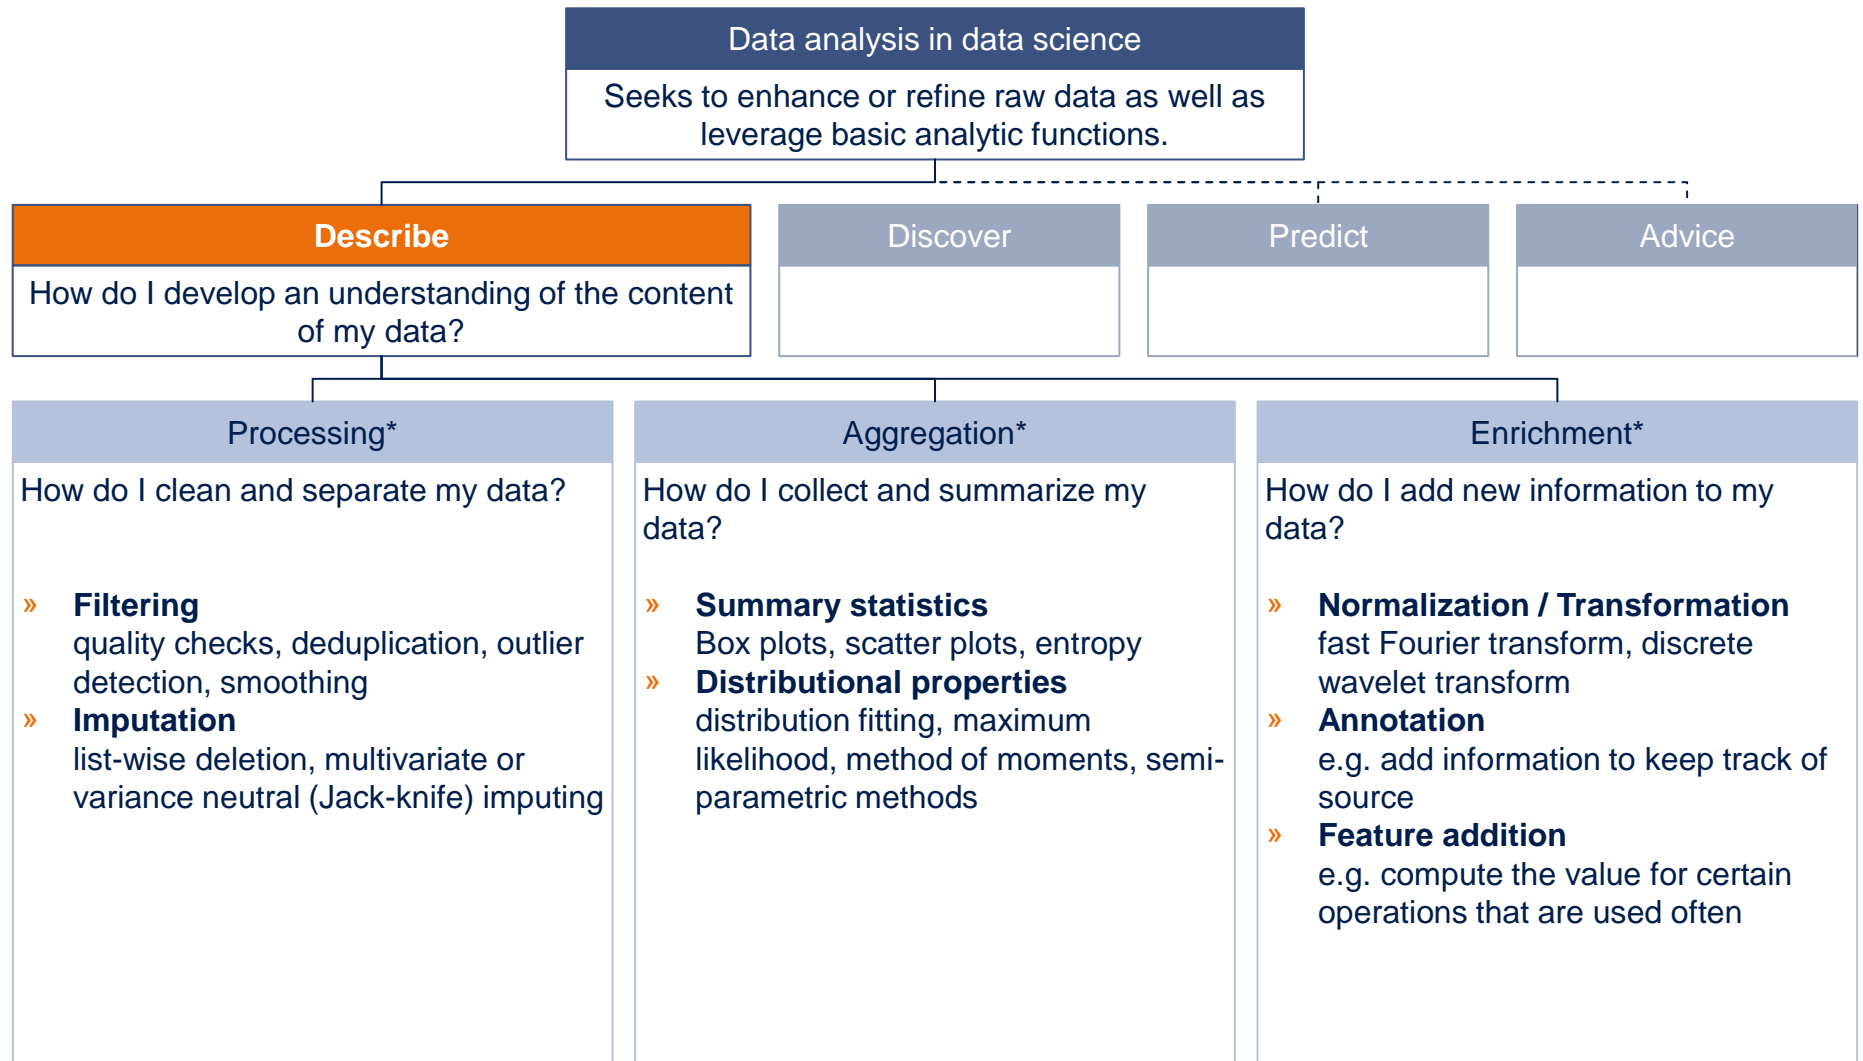 Data analysis in data science
Seeks to enhance or refine raw data as well as
leverage basic analytic functions.
Describe
How do I develop an understanding of the content
of my data?
Discover
Predict
Advice
Processing*
How do I clean and separate my data?
» Filtering
quality checks, deduplication, outlier
detection, smoothing
» Imputation
list-wise deletion, multivariate or
variance neutral (Jack-knife) imputing
Aggregation*
How do I collect and summarize my
data?
» Summary statistics
Box plots, scatter plots, entropy
» Distributional properties
distribution fitting, maximum
likelihood, method of moments, semi-
parametric methods
Enrichment*
How do I add new information to my
data?
» Normalization / Transformation
fast Fourier transform, discrete
wavelet transform
» Annotation
e.g. add information to keep track of
source
» Feature addition
e.g. compute the value for certain
operations that are used often